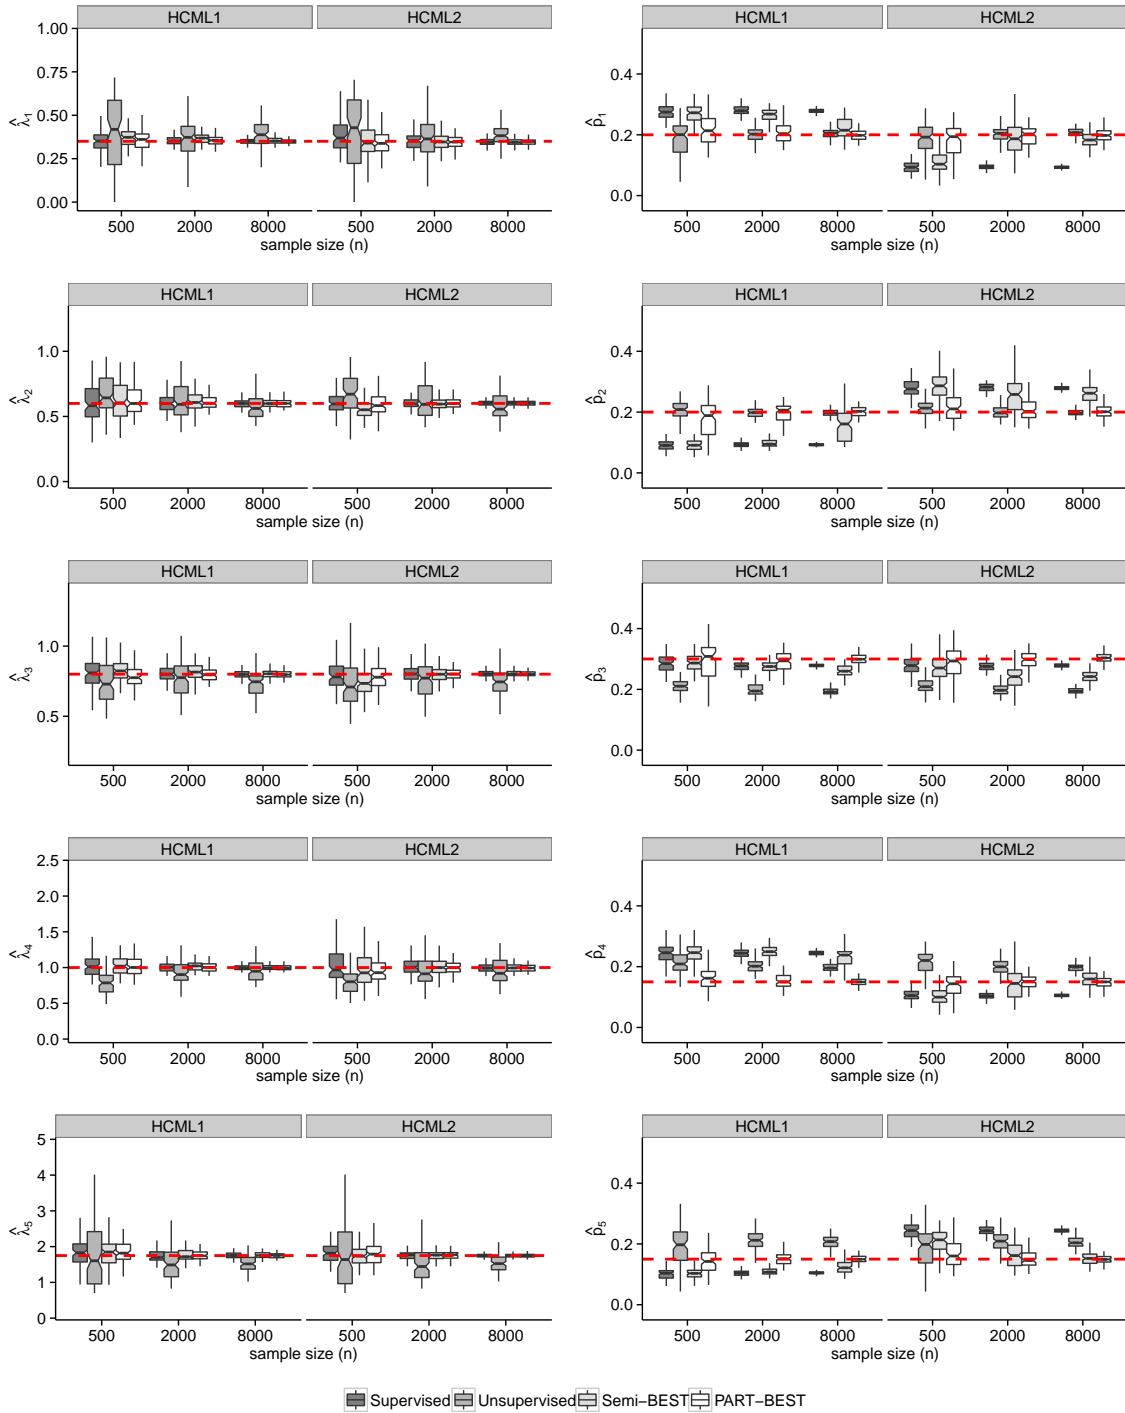 HCML1 HCML2
1.00
0.75
0.50
0.25
0.00
λ̂1
500 2000 8000 500 2000 8000
sample size (n)
HCML1 HCML2
0.4
0.2
0.0
p̂1
500 2000 8000 500 2000 8000
sample size (n)
HCML1 HCML2
1.0
0.5
0.0
λ̂2
500 2000 8000 500 2000 8000
sample size (n)
HCML1 HCML2
0.4
0.2
0.0
p̂2
500 2000 8000 500 2000 8000
sample size (n)
HCML1 HCML2
1.0
0.5
λ̂3
500 2000 8000 500 2000 8000
sample size (n)
HCML1 HCML2
0.4
0.2
0.0
p̂3
500 2000 8000 500 2000 8000
sample size (n)
HCML1 HCML2
2.5
2.0
1.5
1.0
0.5
0.0
λ̂4
500 2000 8000 500 2000 8000
sample size (n)
HCML1 HCML2
0.4
0.2
0.0
p̂4
500 2000 8000 500 2000 8000
sample size (n)
HCML1 HCML2
5
4
3
2
1
0
λ̂5
500 2000 8000 500 2000 8000
sample size (n)
HCML1 HCML2
0.4
0.2
0.0
p̂5
500 2000 8000 500 2000 8000
sample size (n)
Supervised Unsupervised Semi−BEST PART−BEST